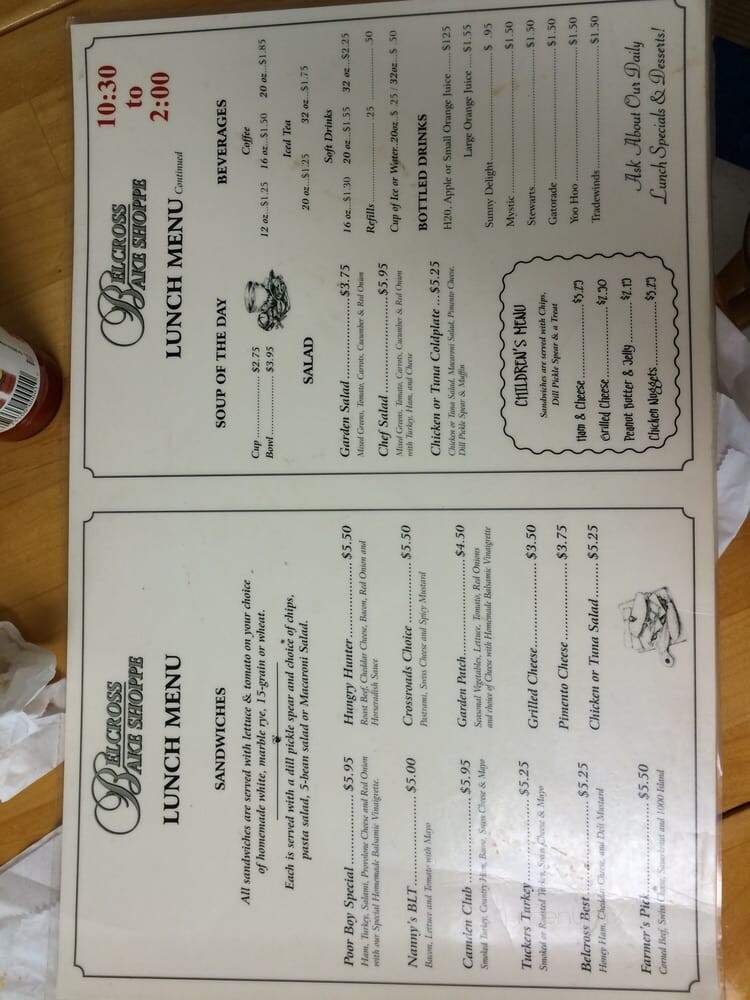 BELCROSS
BAKE SHOPPE
LUNCH MENU
SANDWICHES
All sandwiches are served with lettuce & tomato on your choice
of homemade white, marble rye, 15-grain or wheat.
Each is served with a dill pickle spear and choice of chips,
pasta salad, 5-bean salad or Macaroni Salad.
Poor Boy Special.....$5.95
Ham, Turkey, Salami, Provolone Cheese and Red Onion
with our Special Homemade Balsamic Vinaigrette.
Nanny's BLT.....$5.00
Bacon, Lettuce and Tomato with Mayo
Camden Club.....$5.95
Smoked Turkey, Country Ham, Bacon, Swiss Cheese & Mayo
Tuckers Turkey.....$5.25
Smoked or Roasted Turkey, Swiss Cheese & Mayo
Belcross Best.....$5.25
Honey Ham, Cheddar Cheese, and Deli Mustard
Farmer's Pick.....$5.50
Corned Beef, Swiss Cheese, Sauerkraut and 1000 Island
Hungry Hunter.....$5.50
Roast Beef, Cheddar Cheese, Bacon, Red Onion and
Horseradish Sauce
Crossroads Choice.....$5.50
Pastrami, Swiss Cheese and Spicy Mustard
Garden Patch.....$4.50
Seasonal Vegetables, Lettuce, Tomato, Red Onions
and choice of Cheese with Homemade Balsamic Vinaigrette
Grilled Cheese.....$3.50
Pimento Cheese.....$3.75
Chicken or Tuna Salad.....$5.25
BELCROSS
BAKE SHOPPE
10:30
to
2:00
LUNCH MENU Continued
SOUP OF THE DAY
Cup.....$2.75
Bowl.....$3.95
SALAD
Garden Salad.....$3.75
Mixed Greens, Tomato, Carrots, Cucumber & Red Onion
Chef Salad.....$5.95
Mixed Greens, Tomato, Carrots, Cucumber & Red Onion
with Turkey, Ham, and Cheese
Chicken or Tuna Coldplate ...$5.25
Chicken or Tuna Salad, Macaroni Salad, Pimento Cheese,
Dill Pickle Spear & Muffin
CHILDREN'S MENU
Sandwiches are served with Chips,
Dill Pickle Spear & a Treat
Ham & Cheese.....$3.25
Grilled Cheese.....$2.50
Peanut Butter & Jelly.....$2.25
Chicken Nuggets.....$3.25
BEVERAGES
Coffee
12 oz...$1.25 16 oz...$1.50 20 oz...$1.85
Iced Tea
20 oz...$1.25 32 oz...$1.75
Soft Drinks
16 oz...$1.30 20 oz...$1.55 32 oz...$2.25
Refills.....25 .....50
Cup of Ice or Water..20oz. $ .25 / 32oz. $ .50
BOTTLED DRINKS
H20, Apple or Small Orange Juice..... $125
Large Orange Juice..... $1.55
Sunny Delight.....$ .95
Mystic.....$1.50
Stewarts.....$1.50
Gatorade.....$1.50
Yoo Hoo.....$1.50
Tradewinds.....$1.50
Ask About Our Daily
Lunch Specials & Desserts!